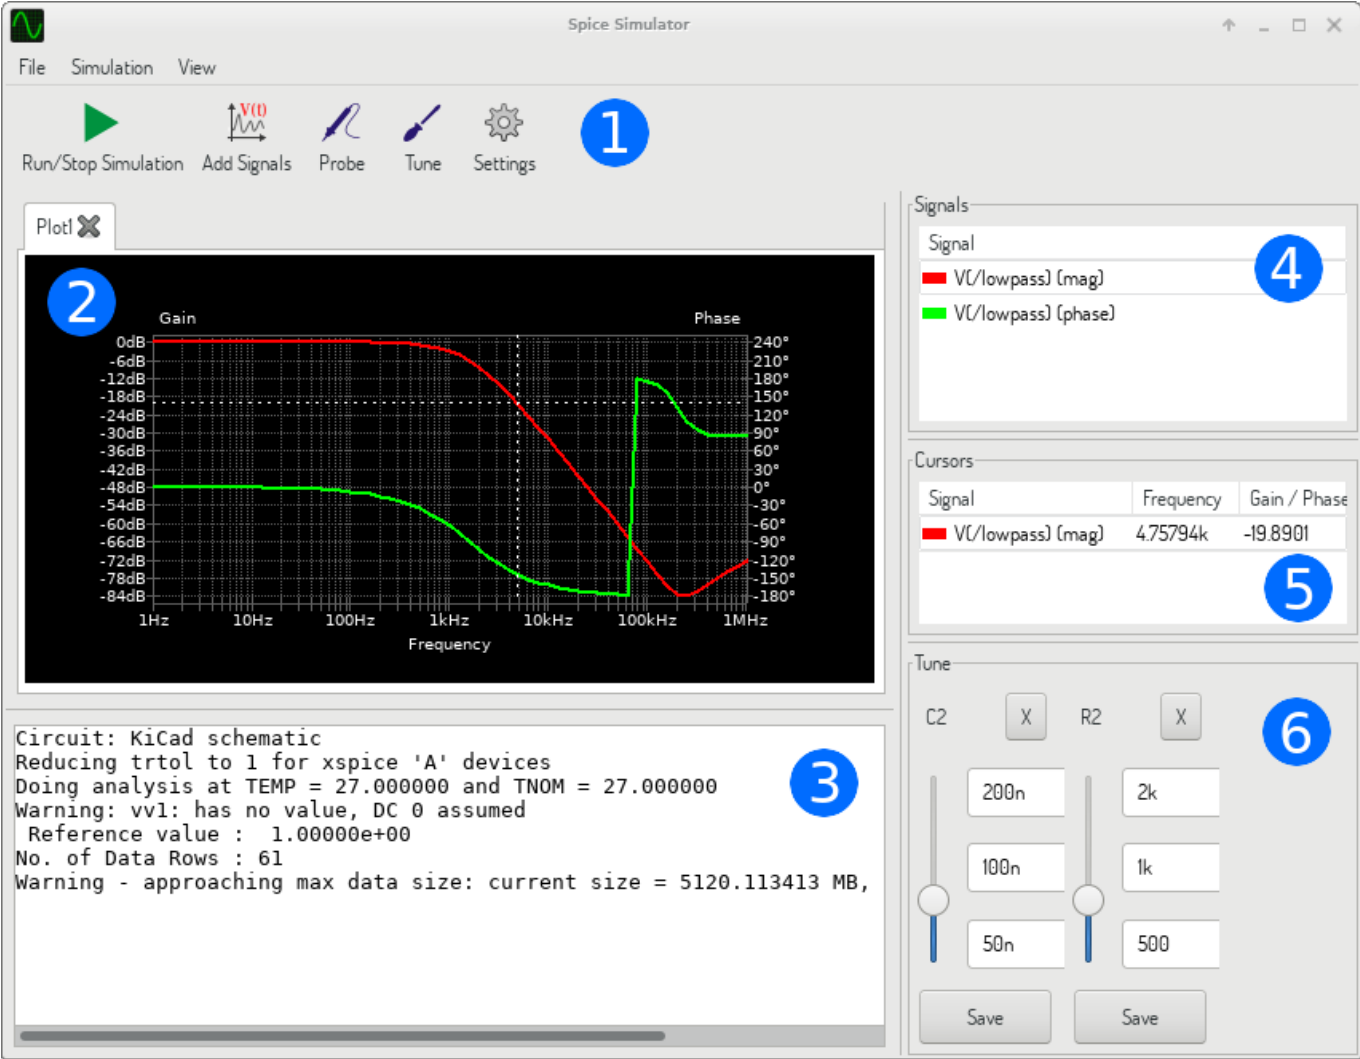 Spice Simulator
File Simulation View
Run/Stop Simulation Add Signals Probe Tune Settings
V(t)
1
Plot1
2
Gain Phase
0dB 240°
-6dB 210°
-12dB 180°
-18dB 150°
-24dB 120°
-30dB 90°
-36dB 60°
-42dB 30°
-48dB 0°
-54dB -30°
-60dB -60°
-66dB -90°
-72dB -120°
-78dB -150°
-84dB -180°
1Hz 10Hz 100Hz 1kHz 10kHz 100kHz 1MHz
Frequency
Circuit: KiCad schematic
Reducing trtol to 1 for xspice 'A' devices
Doing analysis at TEMP = 27.000000 and TNOM = 27.000000
Warning: vv1: has no value, DC 0 assumed
Reference value : 1.00000e+00
No. of Data Rows : 61
Warning - approaching max data size: current size = 5120.113413 MB,
3
Signals
Signal
V(/lowpass) (mag)
V(/lowpass) (phase)
4
Cursors
Signal Frequency Gain / Phase
V(/lowpass) (mag) 4.75794k -19.8901
5
Tune
C2 X R2 X
6
200n 2k
100n 1k
50n 500
Save Save